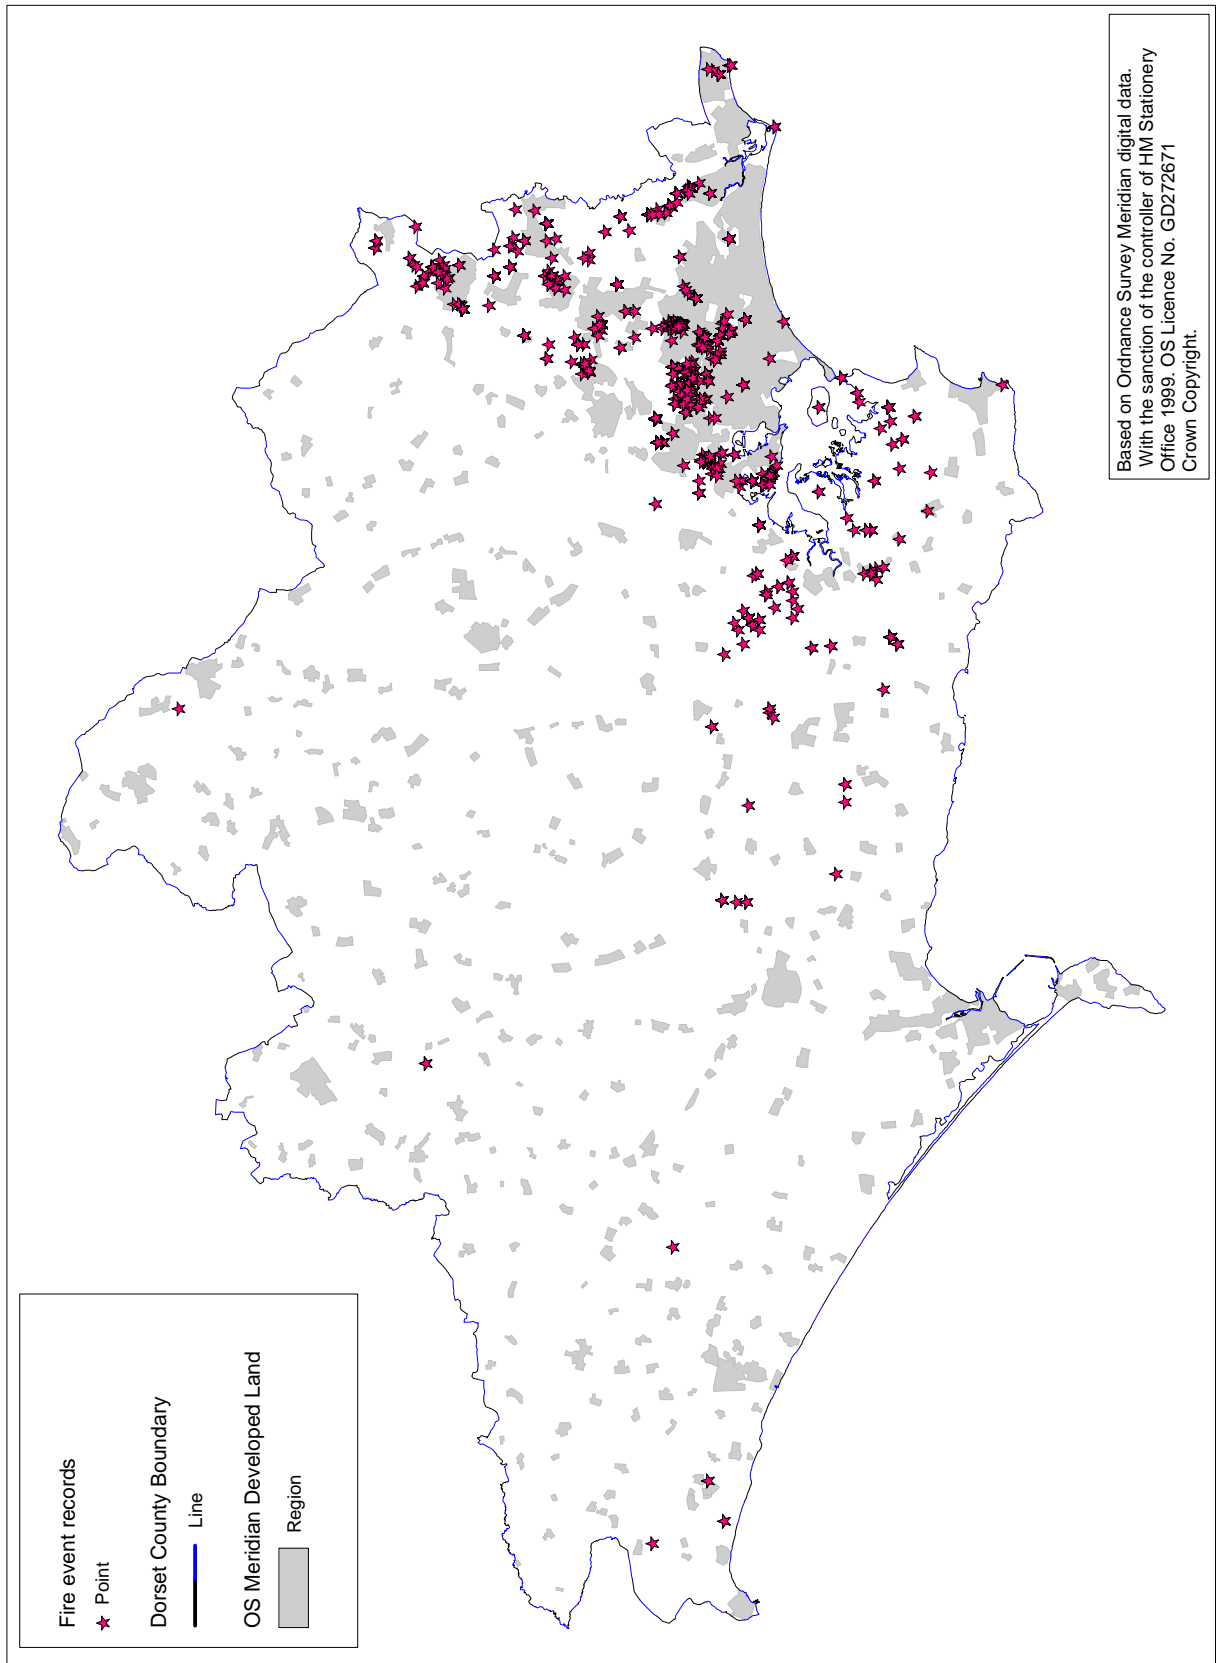 Fire event records
Point
Dorset County Boundary
Line
OS Meridian Developed Land
Region
Based on Ordnance Survey Meridian digital data.
With the sanction of the controller of HM Stationery
Office 1999. OS Licence No. GD272671
Crown Copyright.